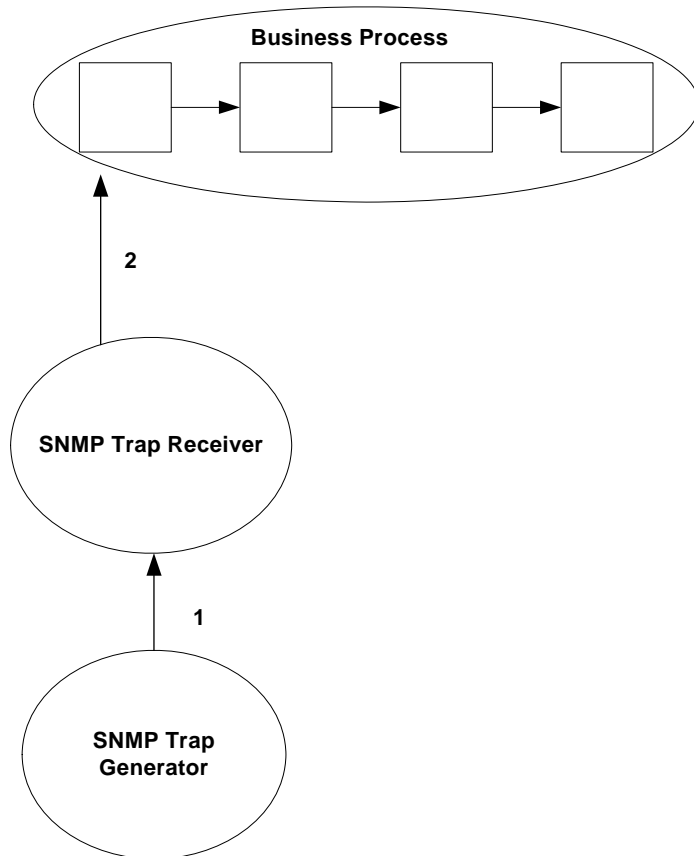 Business Process
2
SNMP Trap Receiver
1
SNMP Trap
Generator